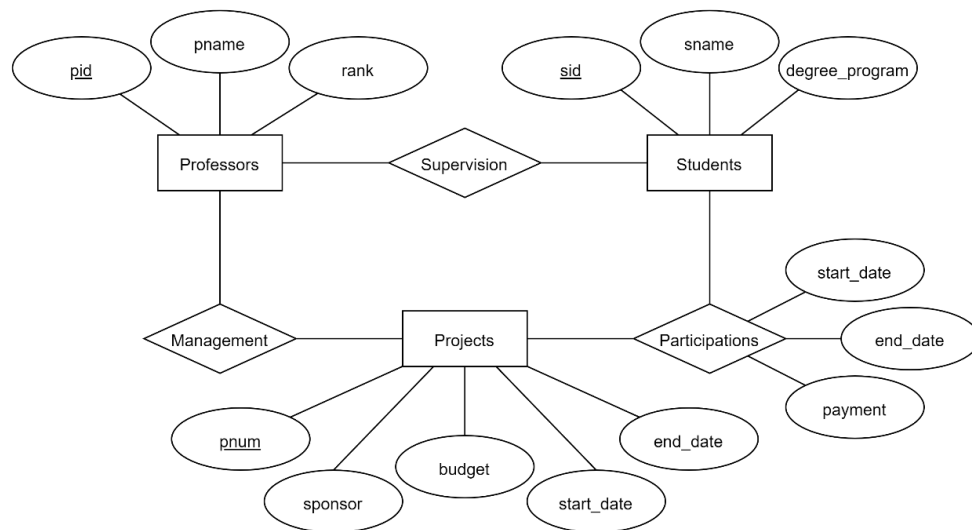 pname
sname
pid
rank
sid
degree_program
Professors
Supervision
Students
start_date
Management
Projects
Participations
end_date
payment
pnum
end_date
budget
sponsor
start_date